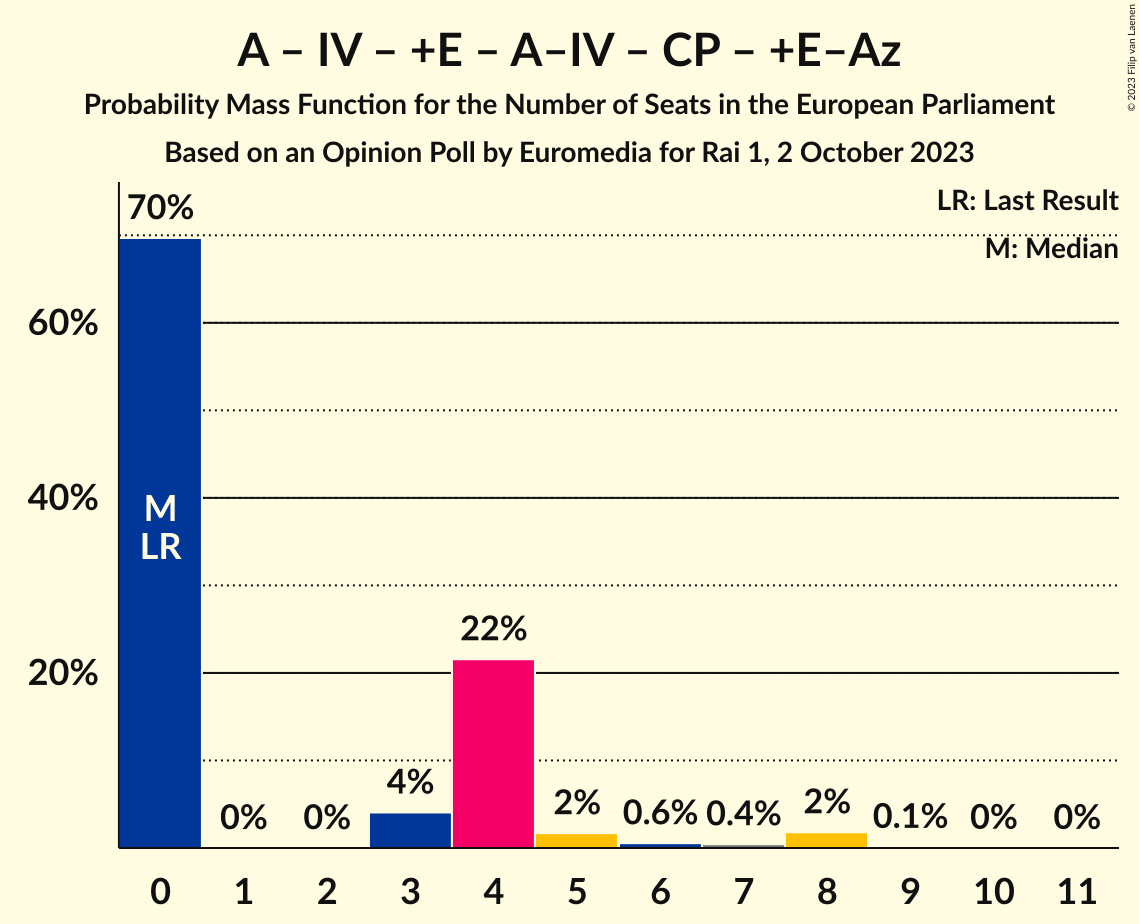 A – IV – +E – A–IV – CP – +E–Az
Probability Mass Function for the Number of Seats in the European Parliament
Based on an Opinion Poll by Euromedia for Rai 1, 2 October 2023
© 2023 Filip van Laenen
LR: Last Result
M: Median
70%
60%
40%
20%
M
LR
0%
0%
4%
22%
2%
0.6%
0.4%
2%
0.1%
0%
0%
0 1 2 3 4 5 6 7 8 9 10 11